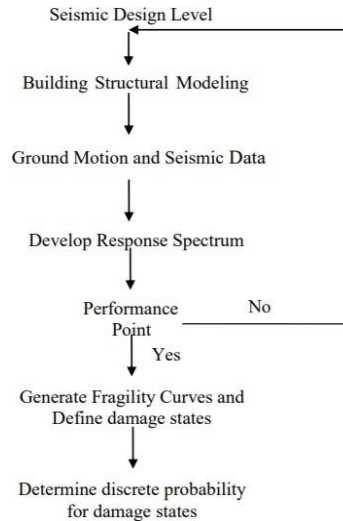 Seismic Design Level
Building Structural Modeling
Ground Motion and Seismic Data
Develop Response Spectrum
Performance
Point
No
Yes
Generate Fragility Curves and
Define damage states
Determine discrete probability
for damage states